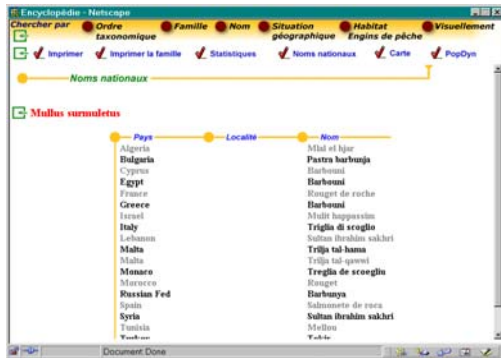 Encyclopédie - Netscape
Chercher par Ordre taxonomique Famille Nom Situation géographique Habitat Engins de pêche Visuellement
Imprimer Imprimer la famille Statistiques Noms nationaux Carte PopDyn
Noms nationaux
Mullus surmuletus
Pays Localité Nom
Algeria Mlal el hjar
Bulgaria Pastra barbunja
Cyprus Barbouni
Egypt Barbouni
France Rouget de roche
Greece Barbouni
Israel Mulit happassim
Italy Triglia di scoglio
Lebanon Sultan ibrahim sakhri
Malta Trilja tal-hama
Malta Trilja tal-qawwi
Monaco Treglia de scoegliu
Morocco Rouget
Russian Fed Barbunya
Spain Salmonete de roca
Syria Sultan ibrahim sakhri
Tunisia Mellou
Turkey Tekir
Document Done